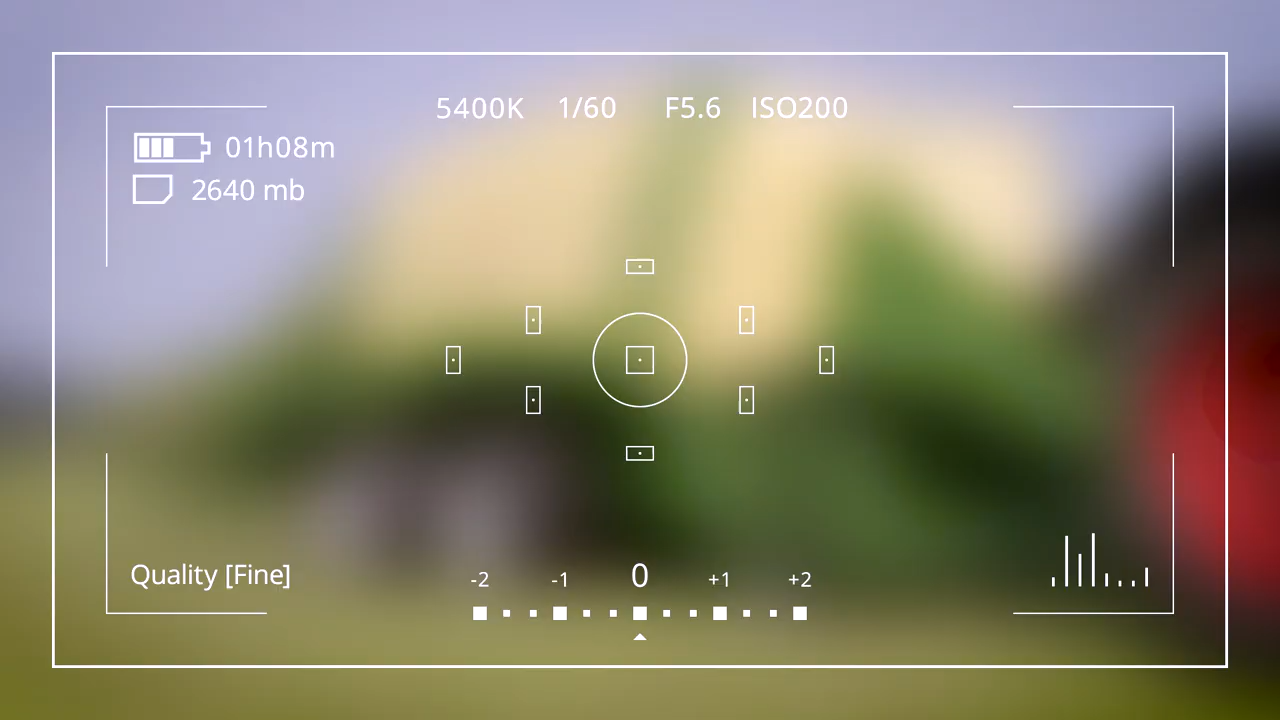 5400K 1/60 F5.6 ISO200
01h08m
2640 mb
Quality [Fine]
-2 -1 0 +1 +2